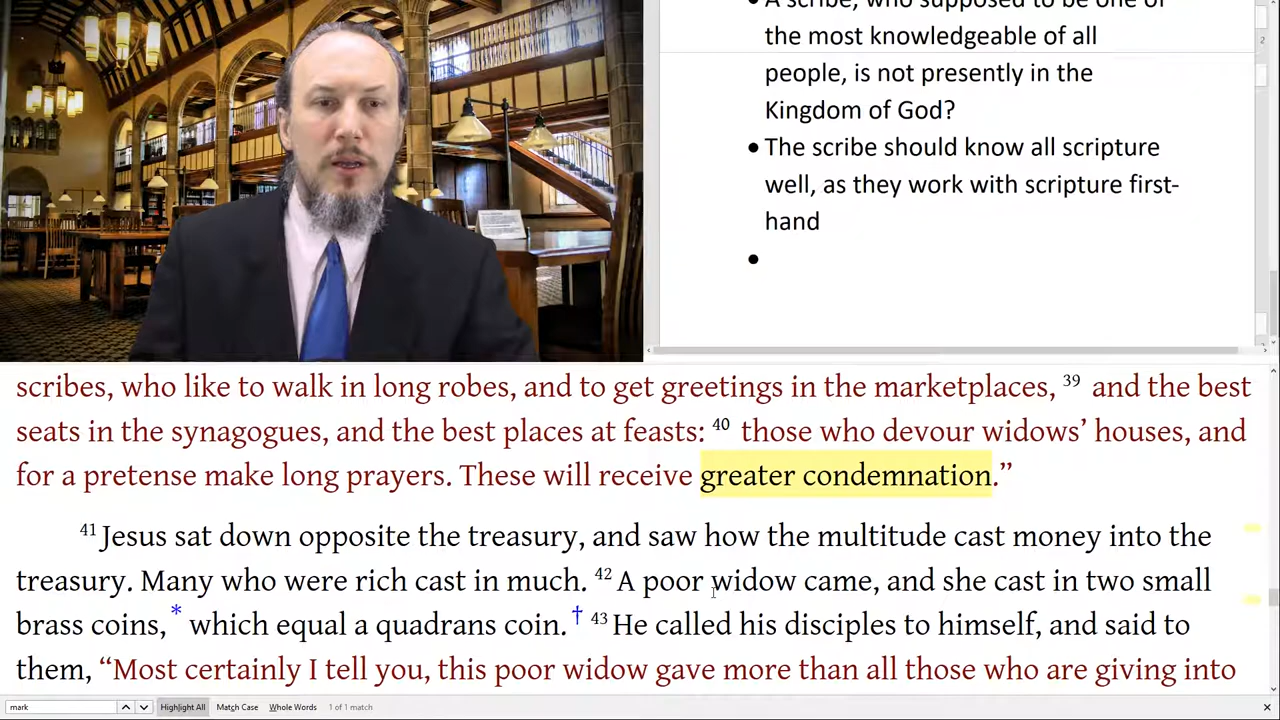 • A scribe, who supposed to be one of
the most knowledgeable of all
people, is not presently in the
Kingdom of God?
• The scribe should know all scripture
well, as they work with scripture first-
hand
•
scribes, who like to walk in long robes, and to get greetings in the marketplaces, 39 and the best
seats in the synagogues, and the best places at feasts: 40 those who devour widows’ houses, and
for a pretense make long prayers. These will receive greater condemnation.”
41 Jesus sat down opposite the treasury, and saw how the multitude cast money into the
treasury. Many who were rich cast in much. 42 A poor widow came, and she cast in two small
brass coins,* which equal a quadrans coin.† 43 He called his disciples to himself, and said to
them, “Most certainly I tell you, this poor widow gave more than all those who are giving into
mark Highlight All Match Case Whole Words 1 of 1 match